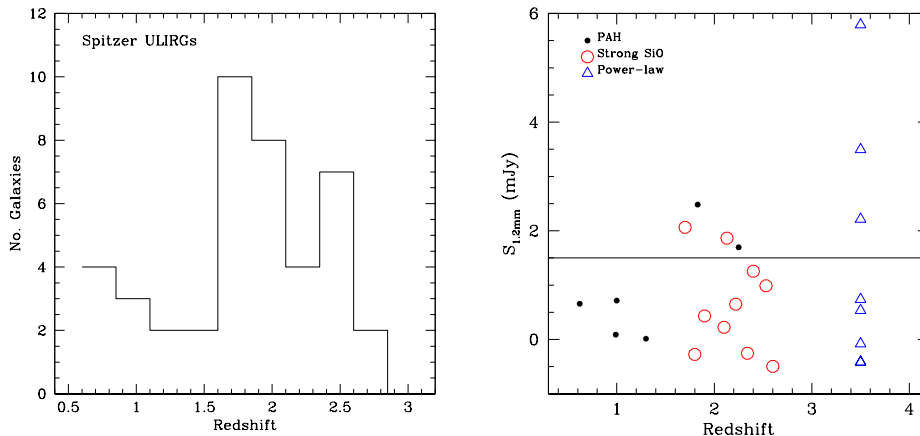 12
10
8
6
4
2
0
No. Galaxies
Spitzer ULIRGs
0.5
1
1.5
2
2.5
3
Redshift
6
4
2
0
S1.2mm (mJy)
PAH
Strong SiO
Power-law
1
2
3
4
Redshift